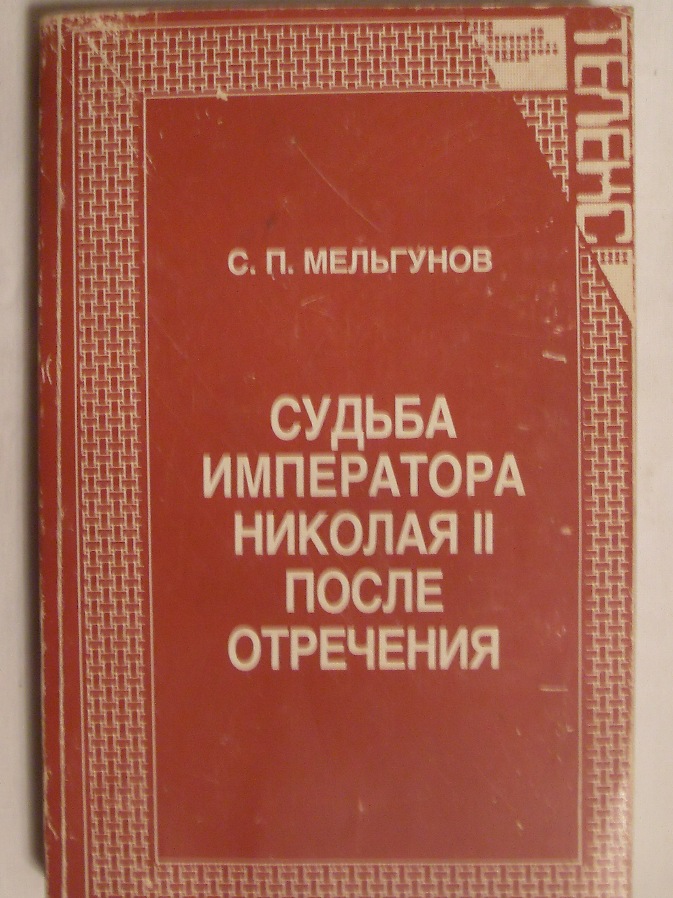 ТЕЛЕКС
С. П. МЕЛЬГУНОВ
СУДЬБА
ИМПЕРАТОРА
НИКОЛАЯ II
ПОСЛЕ
ОТРЕЧЕНИЯ